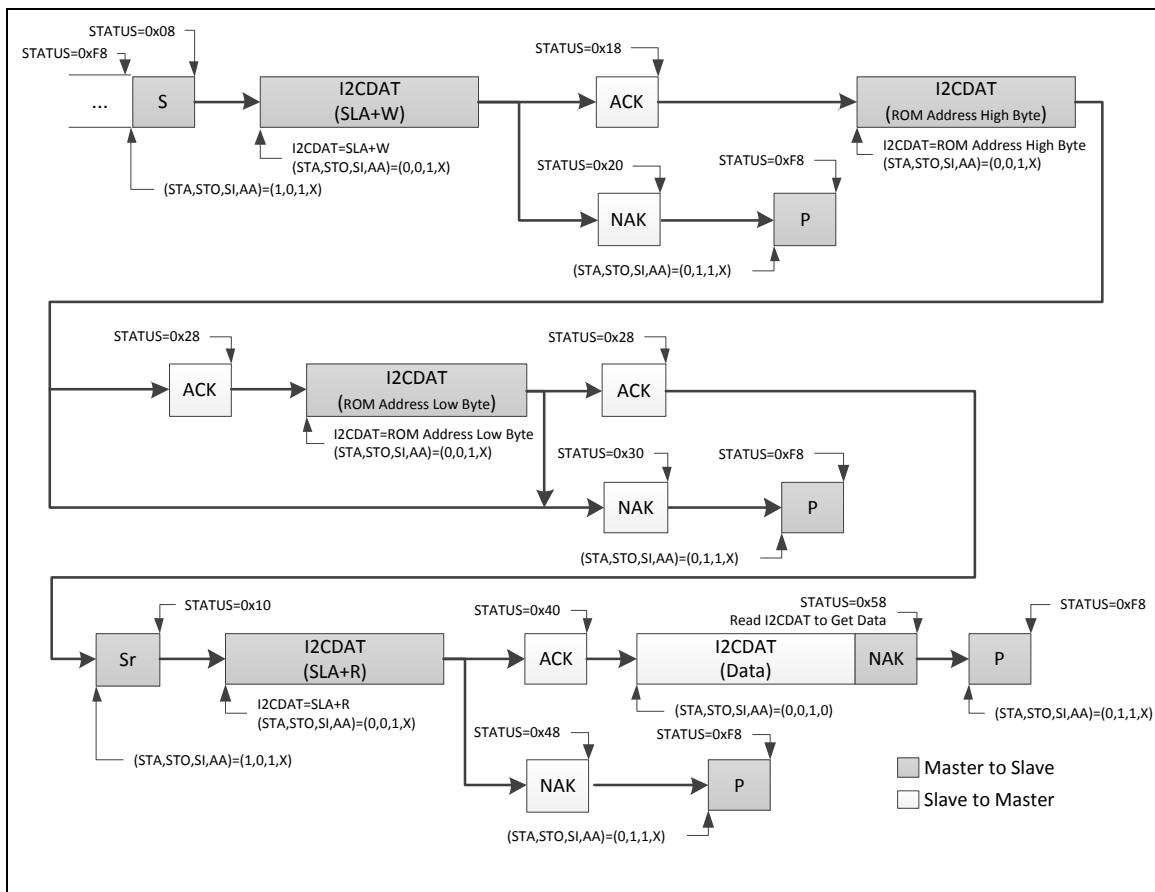 STATUS=0x08
STATUS=0xF8
STATUS=0x18
...
S
I2CDAT
(SLA+W)
ACK
I2CDAT
(ROM Address High Byte)
I2CDAT=SLA+W
(STA,STO,SI,AA)=(0,0,1,X)
I2CDAT=ROM Address High Byte
(STA,STO,SI,AA)=(0,0,1,X)
(STA,STO,SI,AA)=(1,0,1,X)
STATUS=0x20
STATUS=0xF8
NAK
P
(STA,STO,SI,AA)=(0,1,1,X)
STATUS=0x28
STATUS=0x28
ACK
I2CDAT
(ROM Address Low Byte)
ACK
I2CDAT=ROM Address Low Byte
(STA,STO,SI,AA)=(0,0,1,X)
STATUS=0x30
STATUS=0xF8
NAK
P
(STA,STO,SI,AA)=(0,1,1,X)
STATUS=0x10
STATUS=0x40
STATUS=0x58
Read I2CDAT to Get Data
STATUS=0xF8
Sr
I2CDAT
(SLA+R)
ACK
I2CDAT
(Data)
NAK
P
I2CDAT=SLA+R
(STA,STO,SI,AA)=(0,0,1,X)
(STA,STO,SI,AA)=(0,0,1,0)
(STA,STO,SI,AA)=(0,1,1,X)
(STA,STO,SI,AA)=(1,0,1,X)
STATUS=0x48
STATUS=0xF8
NAK
P
(STA,STO,SI,AA)=(0,1,1,X)
Master to Slave
Slave to Master